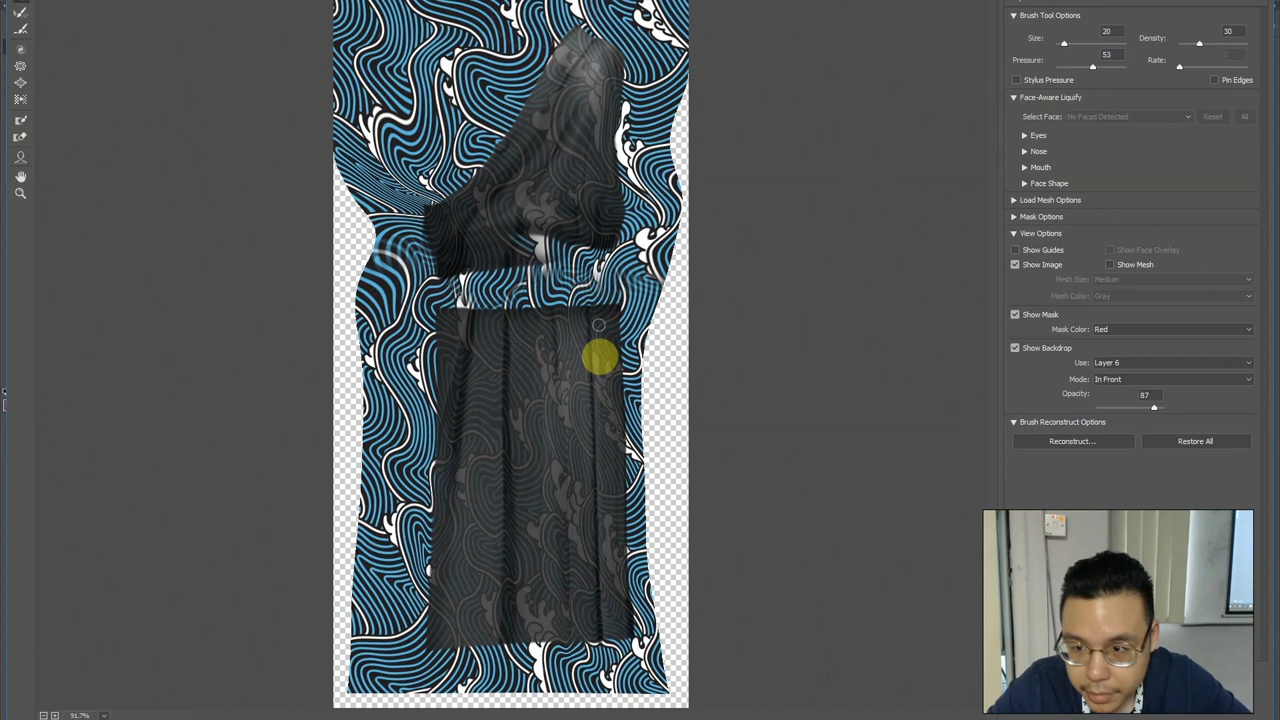 Brush Tool Options
Size: 20 Density: 30
Pressure: 53 Rate:
Stylus Pressure Pin Edges
Face-Aware Liquify
Select Face: No Faces Detected Reset All
Eyes
Nose
Mouth
Face Shape
Load Mesh Options
Mask Options
View Options
Show Guides Show Face Overlay
Show Image Show Mesh
Mesh Size: Medium
Mesh Color: Gray
Show Mask
Mask Color: Red
Show Backdrop
Use: Layer 6
Mode: In Front
Opacity: 87
Brush Reconstruct Options
Reconstruct... Restore All
91.7%